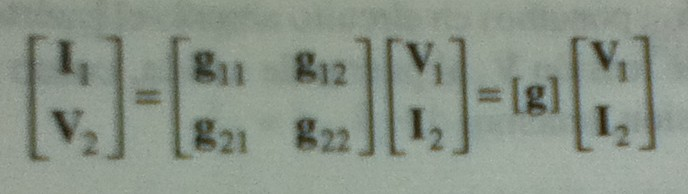 [I₁ V₂] = [g₁₁ g₁₂ g₂₁ g₂₂] [V₁ I₂] = [g] [V₁ I₂]